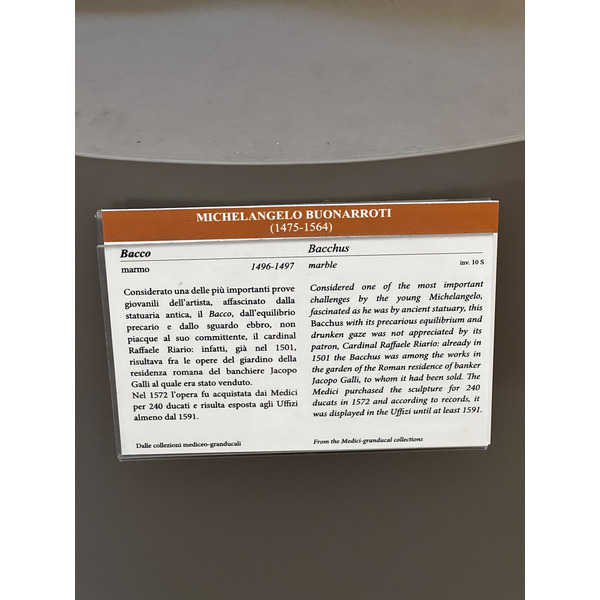 MICHELANGELO BUONARROTI
(1475-1564)
Bacco
marmo 1496-1497
Considerato una delle più importanti prove
giovanili dell'artista, affascinato dalla
statuaria antica, il Bacco, dall'equilibrio
precario e dallo sguardo ebbro, non
piacque al suo committente, il cardinal
Raffaele Riario: infatti, già nel 1501,
risultava fra le opere del giardino della
residenza romana del banchiere Jacopo
Galli al quale era stato venduto.
Nel 1572 l'opera fu acquistata dai Medici
per 240 ducati e risulta esposta agli Uffizi
almeno dal 1591.
Dalle collezioni mediceo-granducali
Bacchus
marble inv. 10 S
Considered one of the most important
challenges by the young Michelangelo,
fascinated as he was by ancient statuary, this
Bacchus with its precarious equilibrium and
drunken gaze was not appreciated by its
patron, Cardinal Raffaele Riario: already in
1501 the Bacchus was among the works in
the garden of the Roman residence of banker
Jacopo Galli, to whom it had been sold. The
Medici purchased the sculpture for 240
ducats in 1572 and according to records, it
was displayed in the Uffizi until at least 1591.
From the Medici-granducal collections